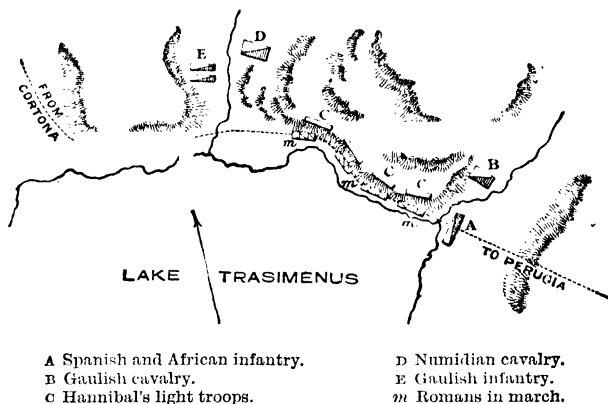 E
D
FROM
CORTONA
C
m
C
C
B
m
m
A
TO PERUGIA
LAKE TRASIMENUS
A Spanish and African infantry.
B Gaulish cavalry.
C Hannibal's light troops.
D Numidian cavalry.
E Gaulish infantry.
m Romans in march.